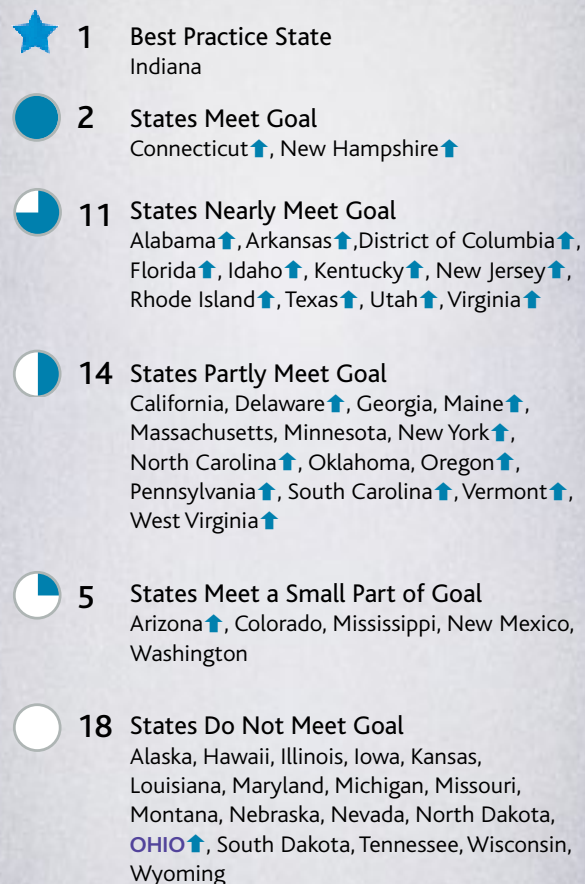 1 Best Practice State
Indiana
2 States Meet Goal
Connecticut⬆, New Hampshire⬆
11 States Nearly Meet Goal
Alabama⬆, Arkansas⬆,District of Columbia⬆,
Florida⬆, Idaho⬆, Kentucky⬆, New Jersey⬆,
Rhode Island⬆, Texas⬆, Utah⬆, Virginia⬆
14 States Partly Meet Goal
California, Delaware⬆, Georgia, Maine⬆,
Massachusetts, Minnesota, New York⬆,
North Carolina⬆, Oklahoma, Oregon⬆,
Pennsylvania⬆, South Carolina⬆, Vermont⬆,
West Virginia⬆
5 States Meet a Small Part of Goal
Arizona⬆, Colorado, Mississippi, New Mexico,
Washington
18 States Do Not Meet Goal
Alaska, Hawaii, Illinois, Iowa, Kansas,
Louisiana, Maryland, Michigan, Missouri,
Montana, Nebraska, Nevada, North Dakota,
OHIO⬆, South Dakota, Tennessee, Wisconsin,
Wyoming